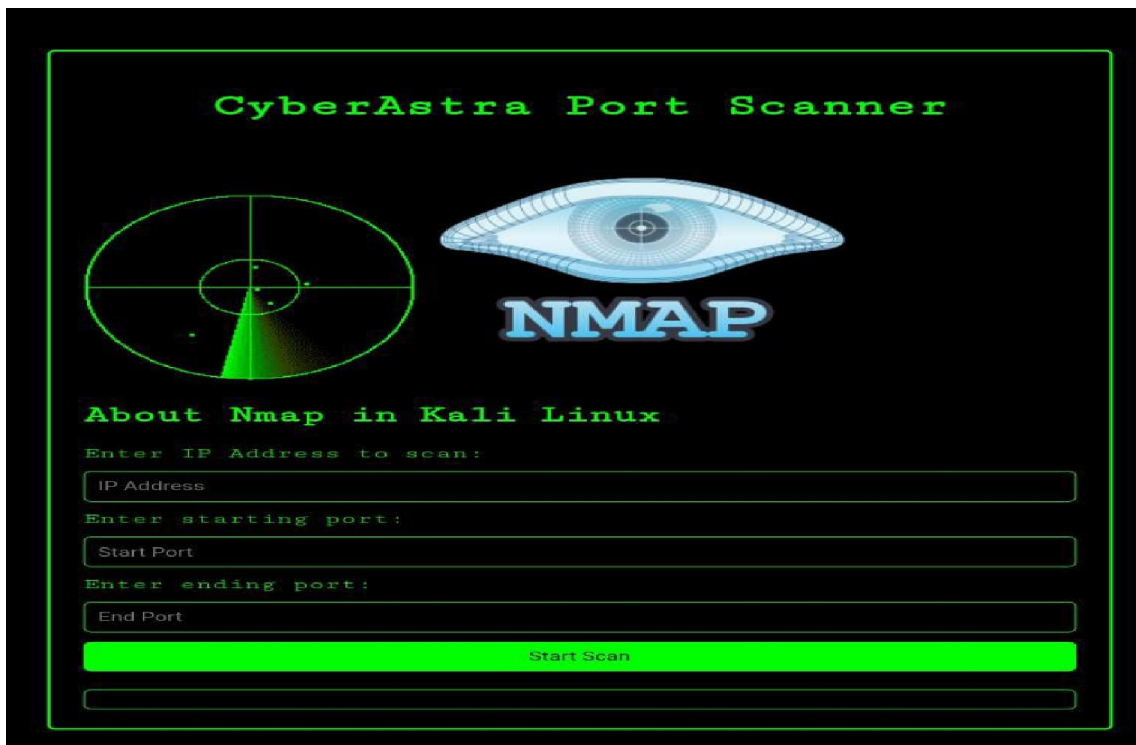 CyberAstra Port Scanner
NMAP
About Nmap in Kali Linux
Enter IP Address to scan:
IP Address
Enter starting port:
Start Port
Enter ending port:
End Port
Start Scan